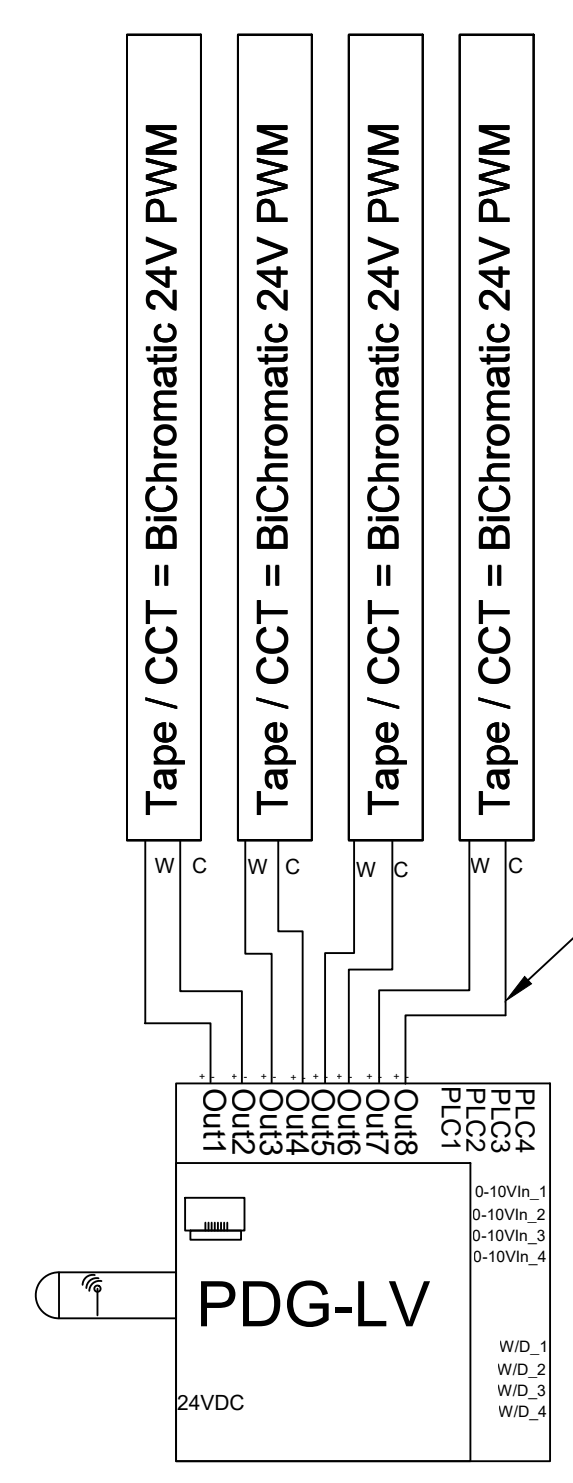 Tape / CCT = BiChromatic 24V PWM
Tape / CCT = BiChromatic 24V PWM
Tape / CCT = BiChromatic 24V PWM
Tape / CCT = BiChromatic 24V PWM
W C W C W C W C
+ - + - + - + - + - + - + - + -
Out1
Out2
Out3
Out4
Out5
Out6
Out7
Out8
PLC1
PLC2
PLC3
PLC4
0-10VIn_1
0-10VIn_2
0-10VIn_3
0-10VIn_4
PDG-LV
W/D_1
W/D_2
W/D_3
W/D_4
24VDC